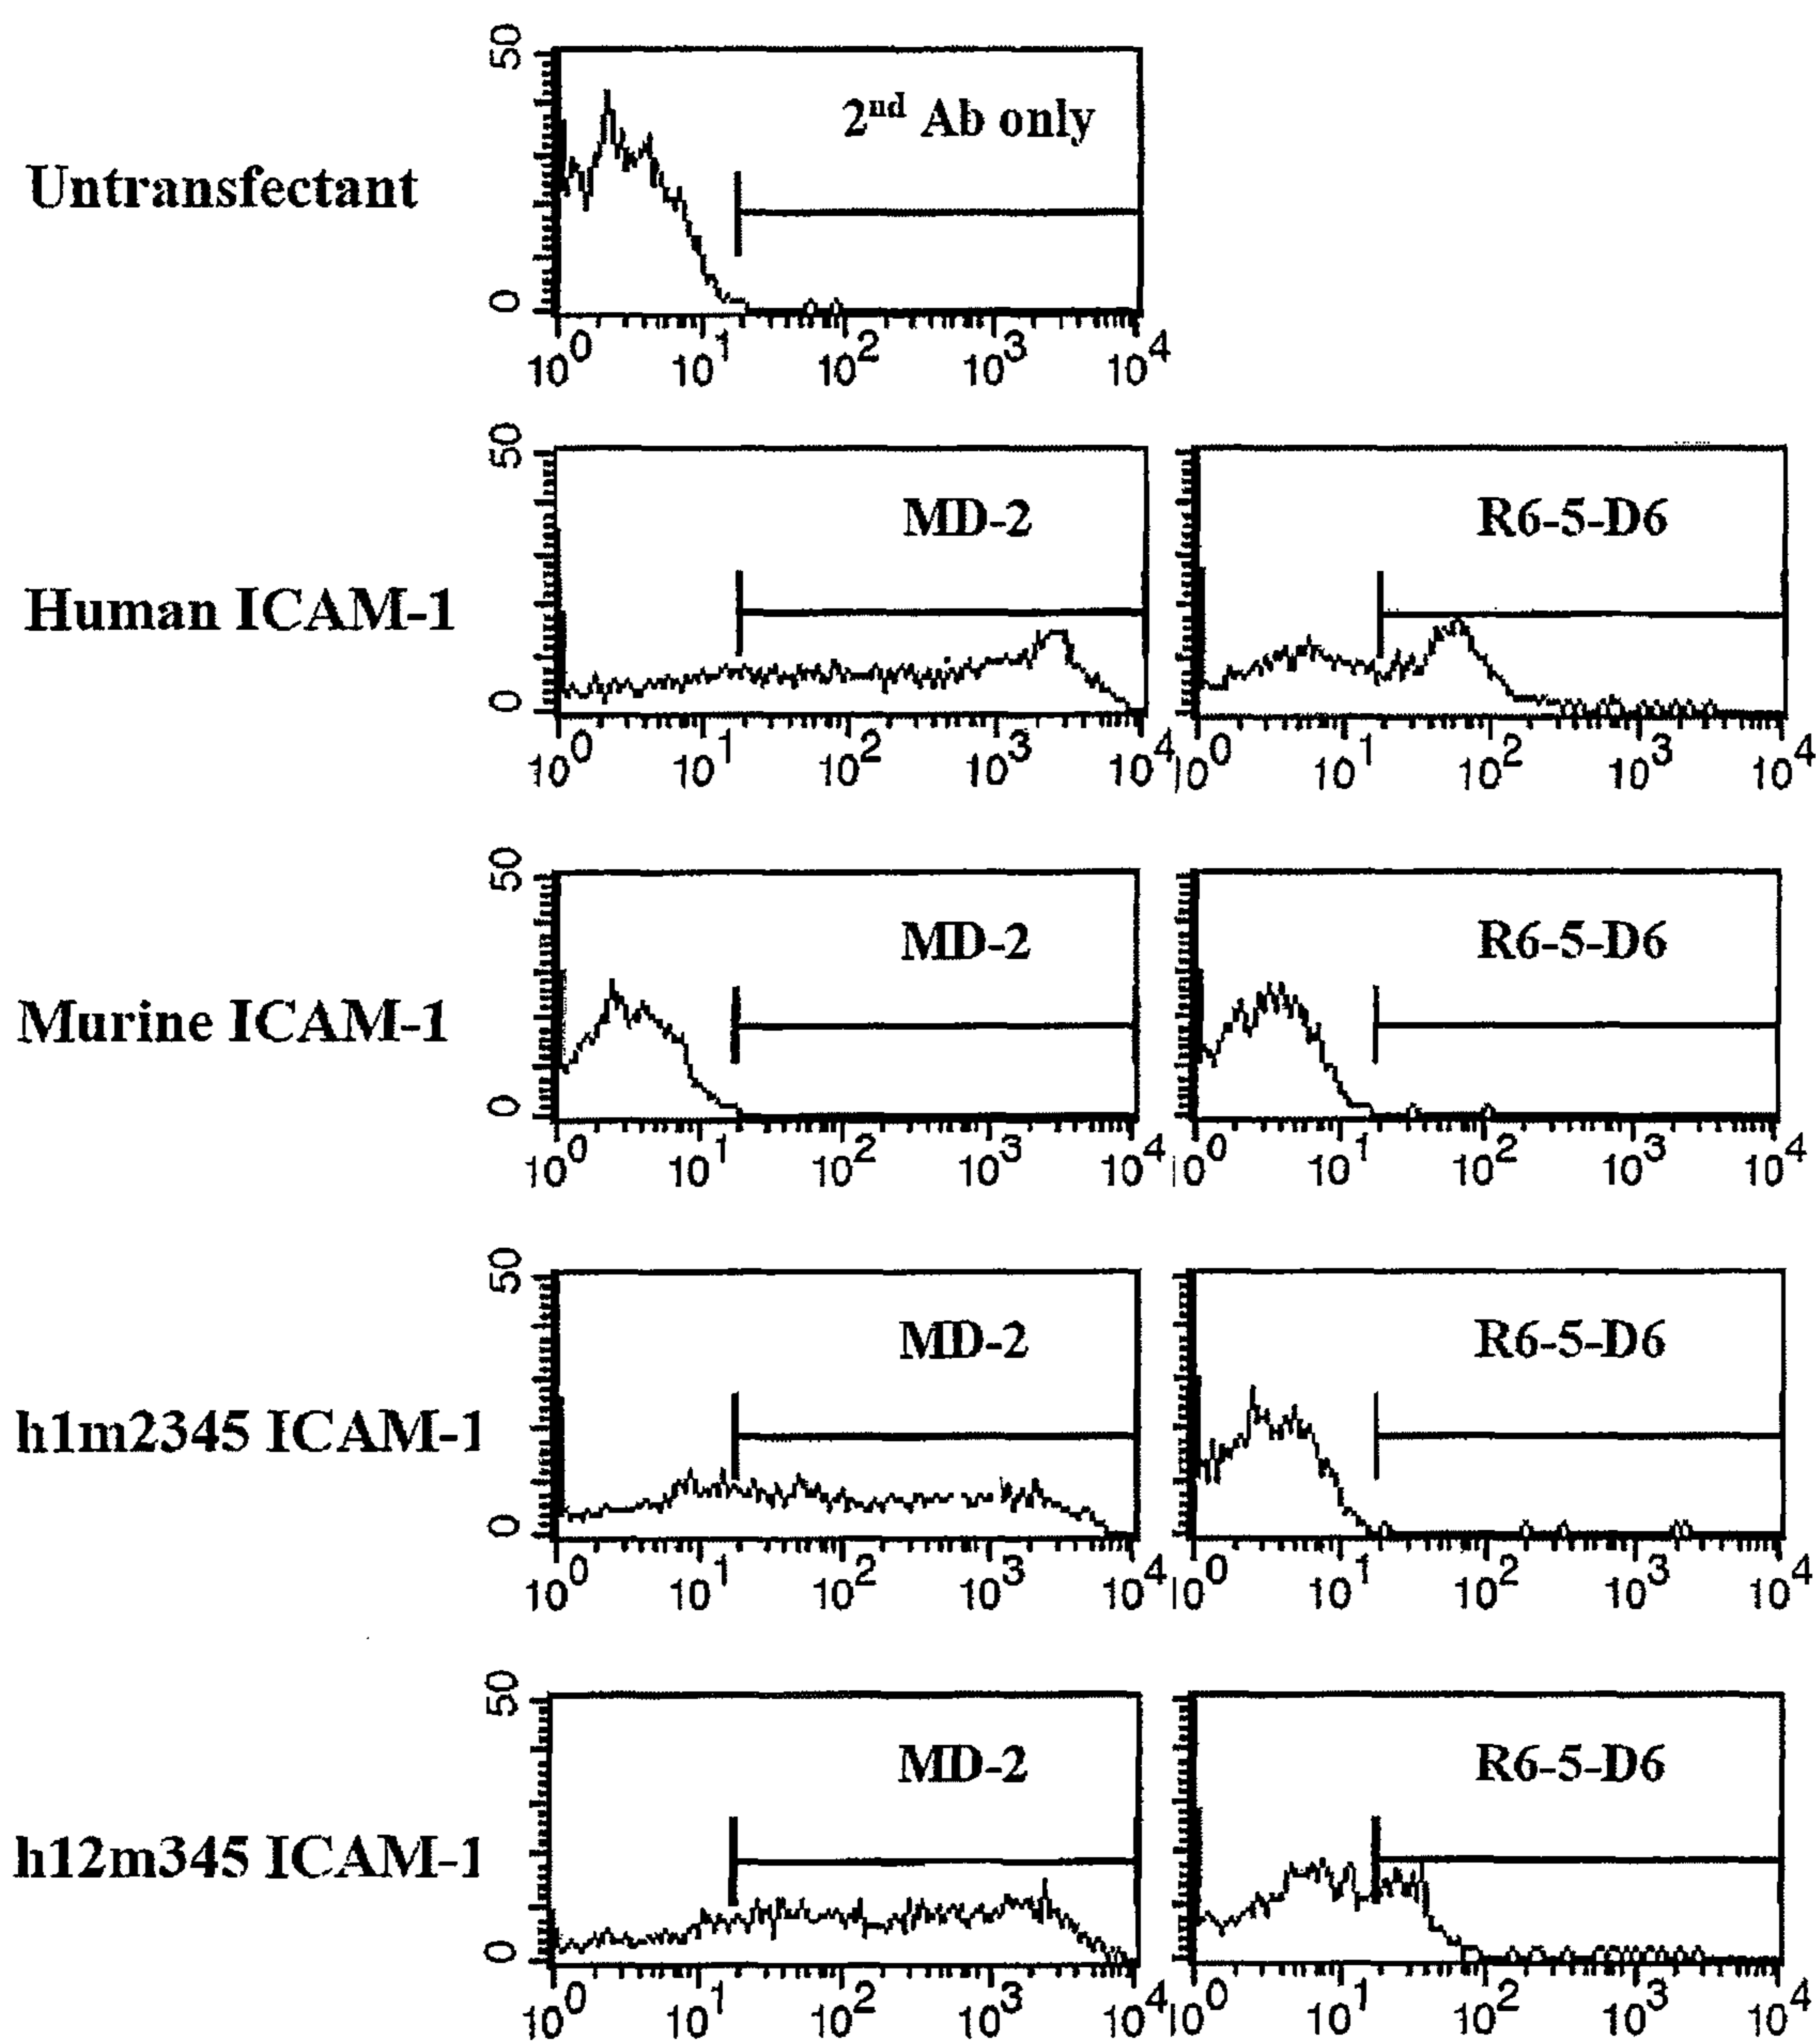 50
2nd Ab only
Untransfectant
0
10^0 10^1 10^2 10^3 10^4
50
MD-2 R6-5-D6
Human ICAM-1
0
10^0 10^1 10^2 10^3 10^4 10^0 10^1 10^2 10^3 10^4
50
MD-2 R6-5-D6
Murine ICAM-1
0
10^0 10^1 10^2 10^3 10^4 10^0 10^1 10^2 10^3 10^4
50
MD-2 R6-5-D6
h1m2345 ICAM-1
0
10^0 10^1 10^2 10^3 10^4 10^0 10^1 10^2 10^3 10^4
50
MD-2 R6-5-D6
h12m345 ICAM-1
0
10^0 10^1 10^2 10^3 10^4 10^0 10^1 10^2 10^3 10^4